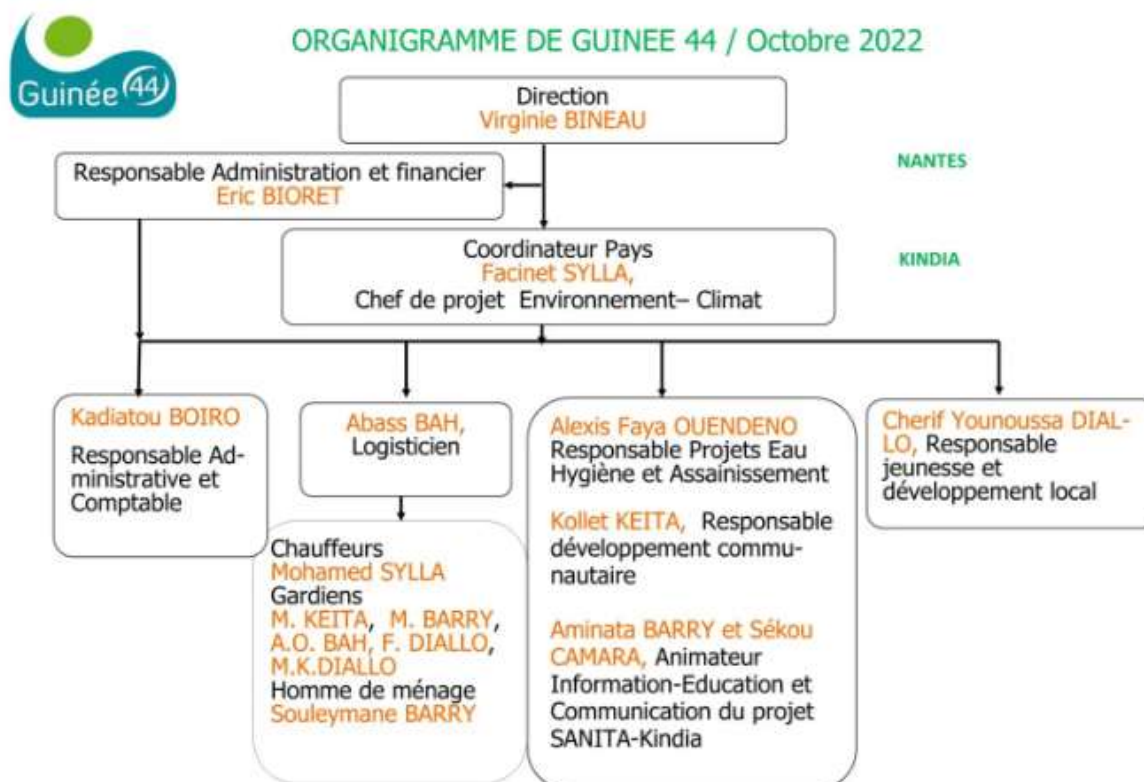 Guinée 44
ORGANIGRAMME DE GUINEE 44 / Octobre 2022
Direction
Virginie BINEAU
NANTES
Responsable Administration et financier
Eric BIORET
Coordinateur Pays
Facinet SYLLA,
Chef de projet Environnement– Climat
KINDIA
Kadiatou BOIRO
Responsable Ad-
ministrative et
Comptable
Abass BAH,
Logisticien
Chauffeurs
Mohamed SYLLA
Gardiens
M. KEITA, M. BARRY,
A.O. BAH, F. DIALLO,
M.K.DIALLO
Homme de ménage
Souleymane BARRY
Alexis Faya OUENDENO
Responsable Projets Eau
Hygiène et Assainissement
Kollet KEITA, Responsable
développement commu-
nautaire
Aminata BARRY et Sékou
CAMARA, Animateur
Information-Education et
Communication du projet
SANITA-Kindia
Cherif Younoussa DIAL-
LO, Responsable
jeunesse et
développement local